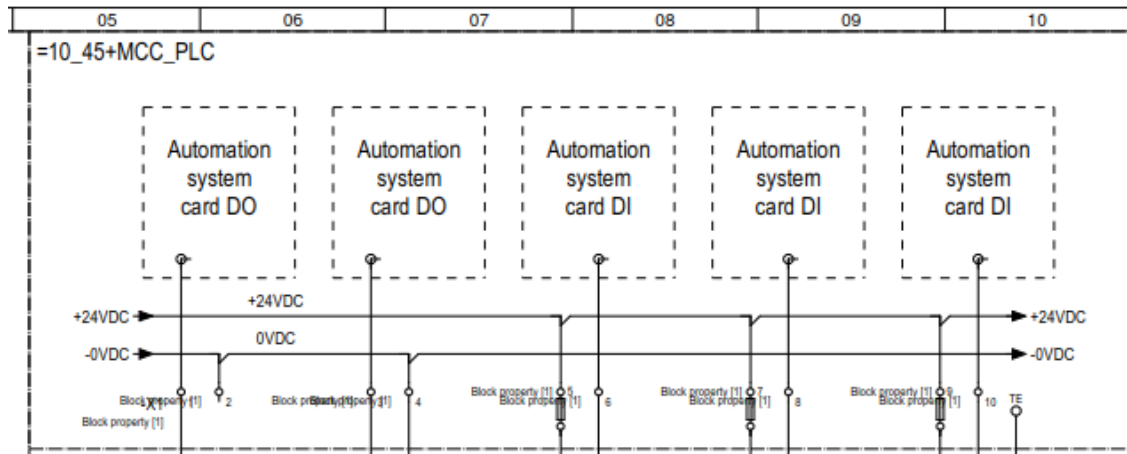 05 06 07 08 09 10
=10_45+MCC_PLC
Automation system card DO
Automation system card DO
Automation system card DI
Automation system card DI
Automation system card DI
+24VDC +24VDC +24VDC
-0VDC 0VDC -0VDC
Block property [1] 2 Block property [1] 4 Block property [1] 5 Block property [1] 6 Block property [1] 7 Block property [1] 8 Block property [1] 9 Block property [1] 10 TE
Block property [1]